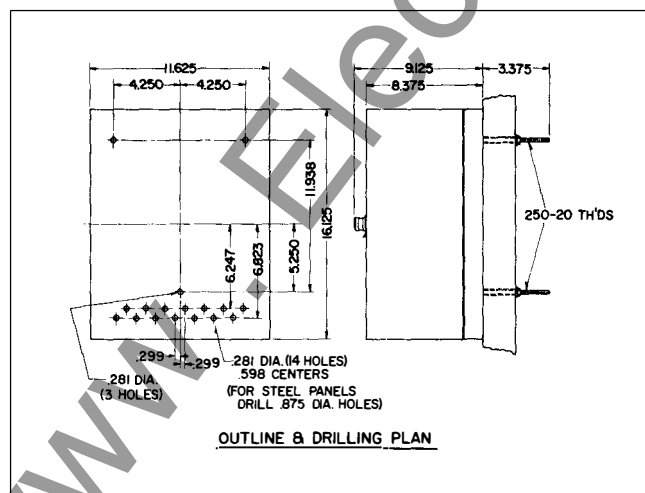 11.625
4.250 4.250
9.125 3.375
8.375
11.938
16.125
6.247
6.823
5.250
250-20 TH'DS
.299
.299
.281 DIA.
(3 HOLES)
.281 DIA. (14 HOLES)
.598 CENTERS
(FOR STEEL PANELS
DRILL .875 DIA. HOLES)
OUTLINE & DRILLING PLAN
www.Elec